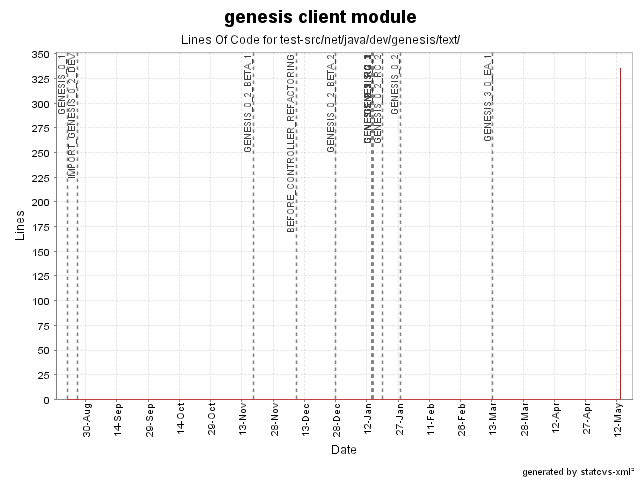 genesis client module
Lines Of Code for test-src/net/java/dev/genesis/text/
Lines
350
325
300
275
250
225
200
175
150
125
100
75
50
25
0
GENESIS_0_1
IMPORT_GENESIS_0_2_DEV
GENESIS_0_2_BETA_1
BEFORE_CONTROLLER_REFACTORING
GENESIS_0_2_BETA_2
GENESIS_0_2_RC_2
GENESIS_0_2
GENESIS_3_0_EA_1
30-Aug
14-Sep
29-Sep
14-Oct
29-Oct
13-Nov
28-Nov
13-Dec
28-Dec
12-Jan
27-Jan
11-Feb
26-Feb
13-Mar
28-Mar
12-Apr
27-Apr
12-May
Date
generated by statcvs-xml²